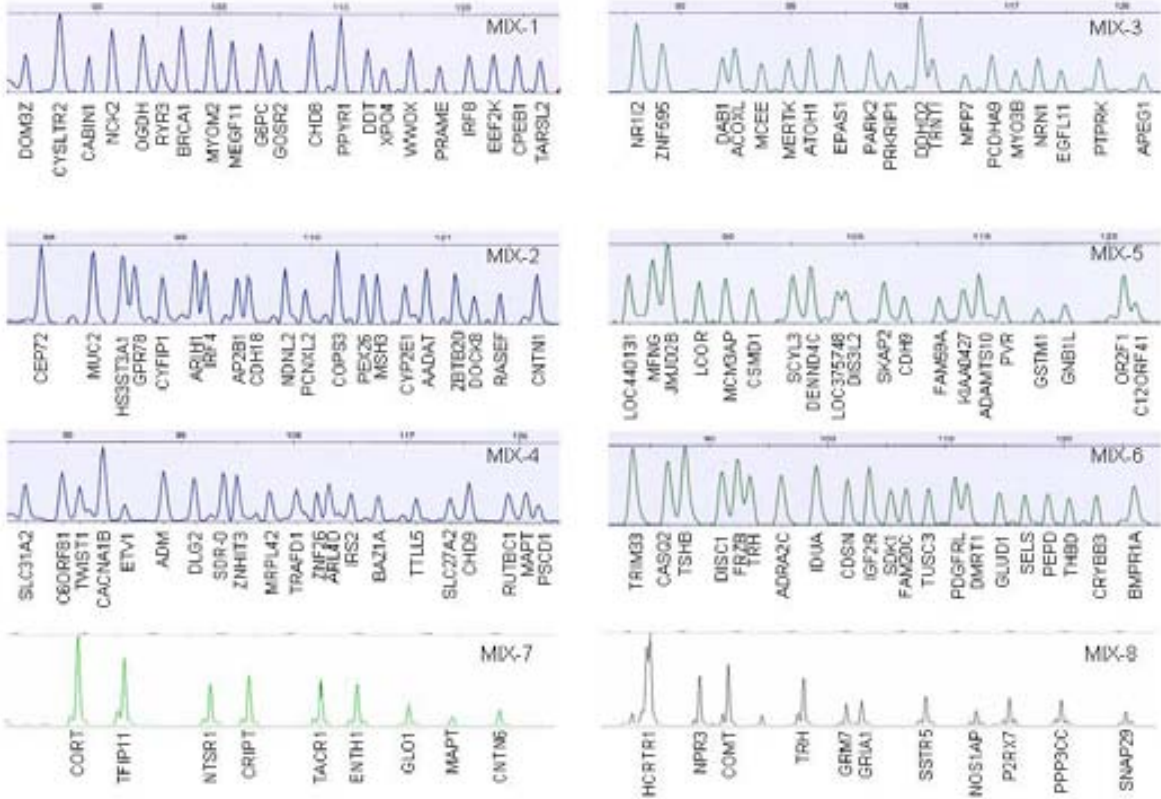 MIX-1
DOM3Z
CYSLTR2
CABIN1
NCK2
OGDH
RYR3
BRCA1
MYOM2
MEGF11
G6PC
GOSR2
CHD8
PPYR1
DDT
XPO4
WWOX
PRAME
IRF8
EEF2K
CPEB1
TARSL2
MIX-3
NR1I2
ZNF595
DAB1
ACOXL
MCEE
MERTK
ATOH1
EPAS1
PARK2
PRKRIP1
DDHD2
TRNT1
MPP7
PCDHA9
MYO3B
NRN1
EGFL11
PTPRK
APEG1
MIX-2
CEP72
MUC2
HS3ST3A1
GPR78
CYFIP1
ARIH1
IRF4
AP2B1
CDH18
NDNL2
PCNXL2
COPS3
PEX26
MSH3
CYP2E1
AADAT
ZBTB20
DOCK8
RASEF
CNTN1
MIX-5
LOC440131
MFNG
JMJD2B
LCOR
MCM3AP
CSMD1
SCYL3
DENND4C
LOC375748
DIS3L2
SKAP2
CDH9
FAM59A
KIAA0427
ADAMTS10
PVR
GSTM1
GNB1L
OR2F1
C12ORF41
MIX-4
SLC31A2
C6ORF81
TWIST1
CACNA1B
ETV1
ADM
DLG2
SDR-O
ZNHIT3
MRPL42
TRAFD1
ZNF26
ARL4D
IRS2
BAZ1A
TTLL5
SLC27A2
CHD9
RUTBC1
MAPT
PSCD1
MIX-6
TRIM33
CASQ2
TSHB
DISC1
FRZB
TRH
ADRA2C
IDUA
CDSN
IGF2R
SDK1
FAM20C
TUSC3
PDGFRL
DMRT1
GLUD1
SELS
PEPD
THBD
CRYBB3
BMPR1A
MIX-7
CORT
TFIP11
NTSR1
CRIPT
TACR1
ENTH1
GLO1
MAPT
CNTN6
MIX-8
HCRTR1
NPR3
COMT
TRH
GRM7
GRIA1
SSTR5
NOS1AP
P2RX7
PPP3CC
SNAP29